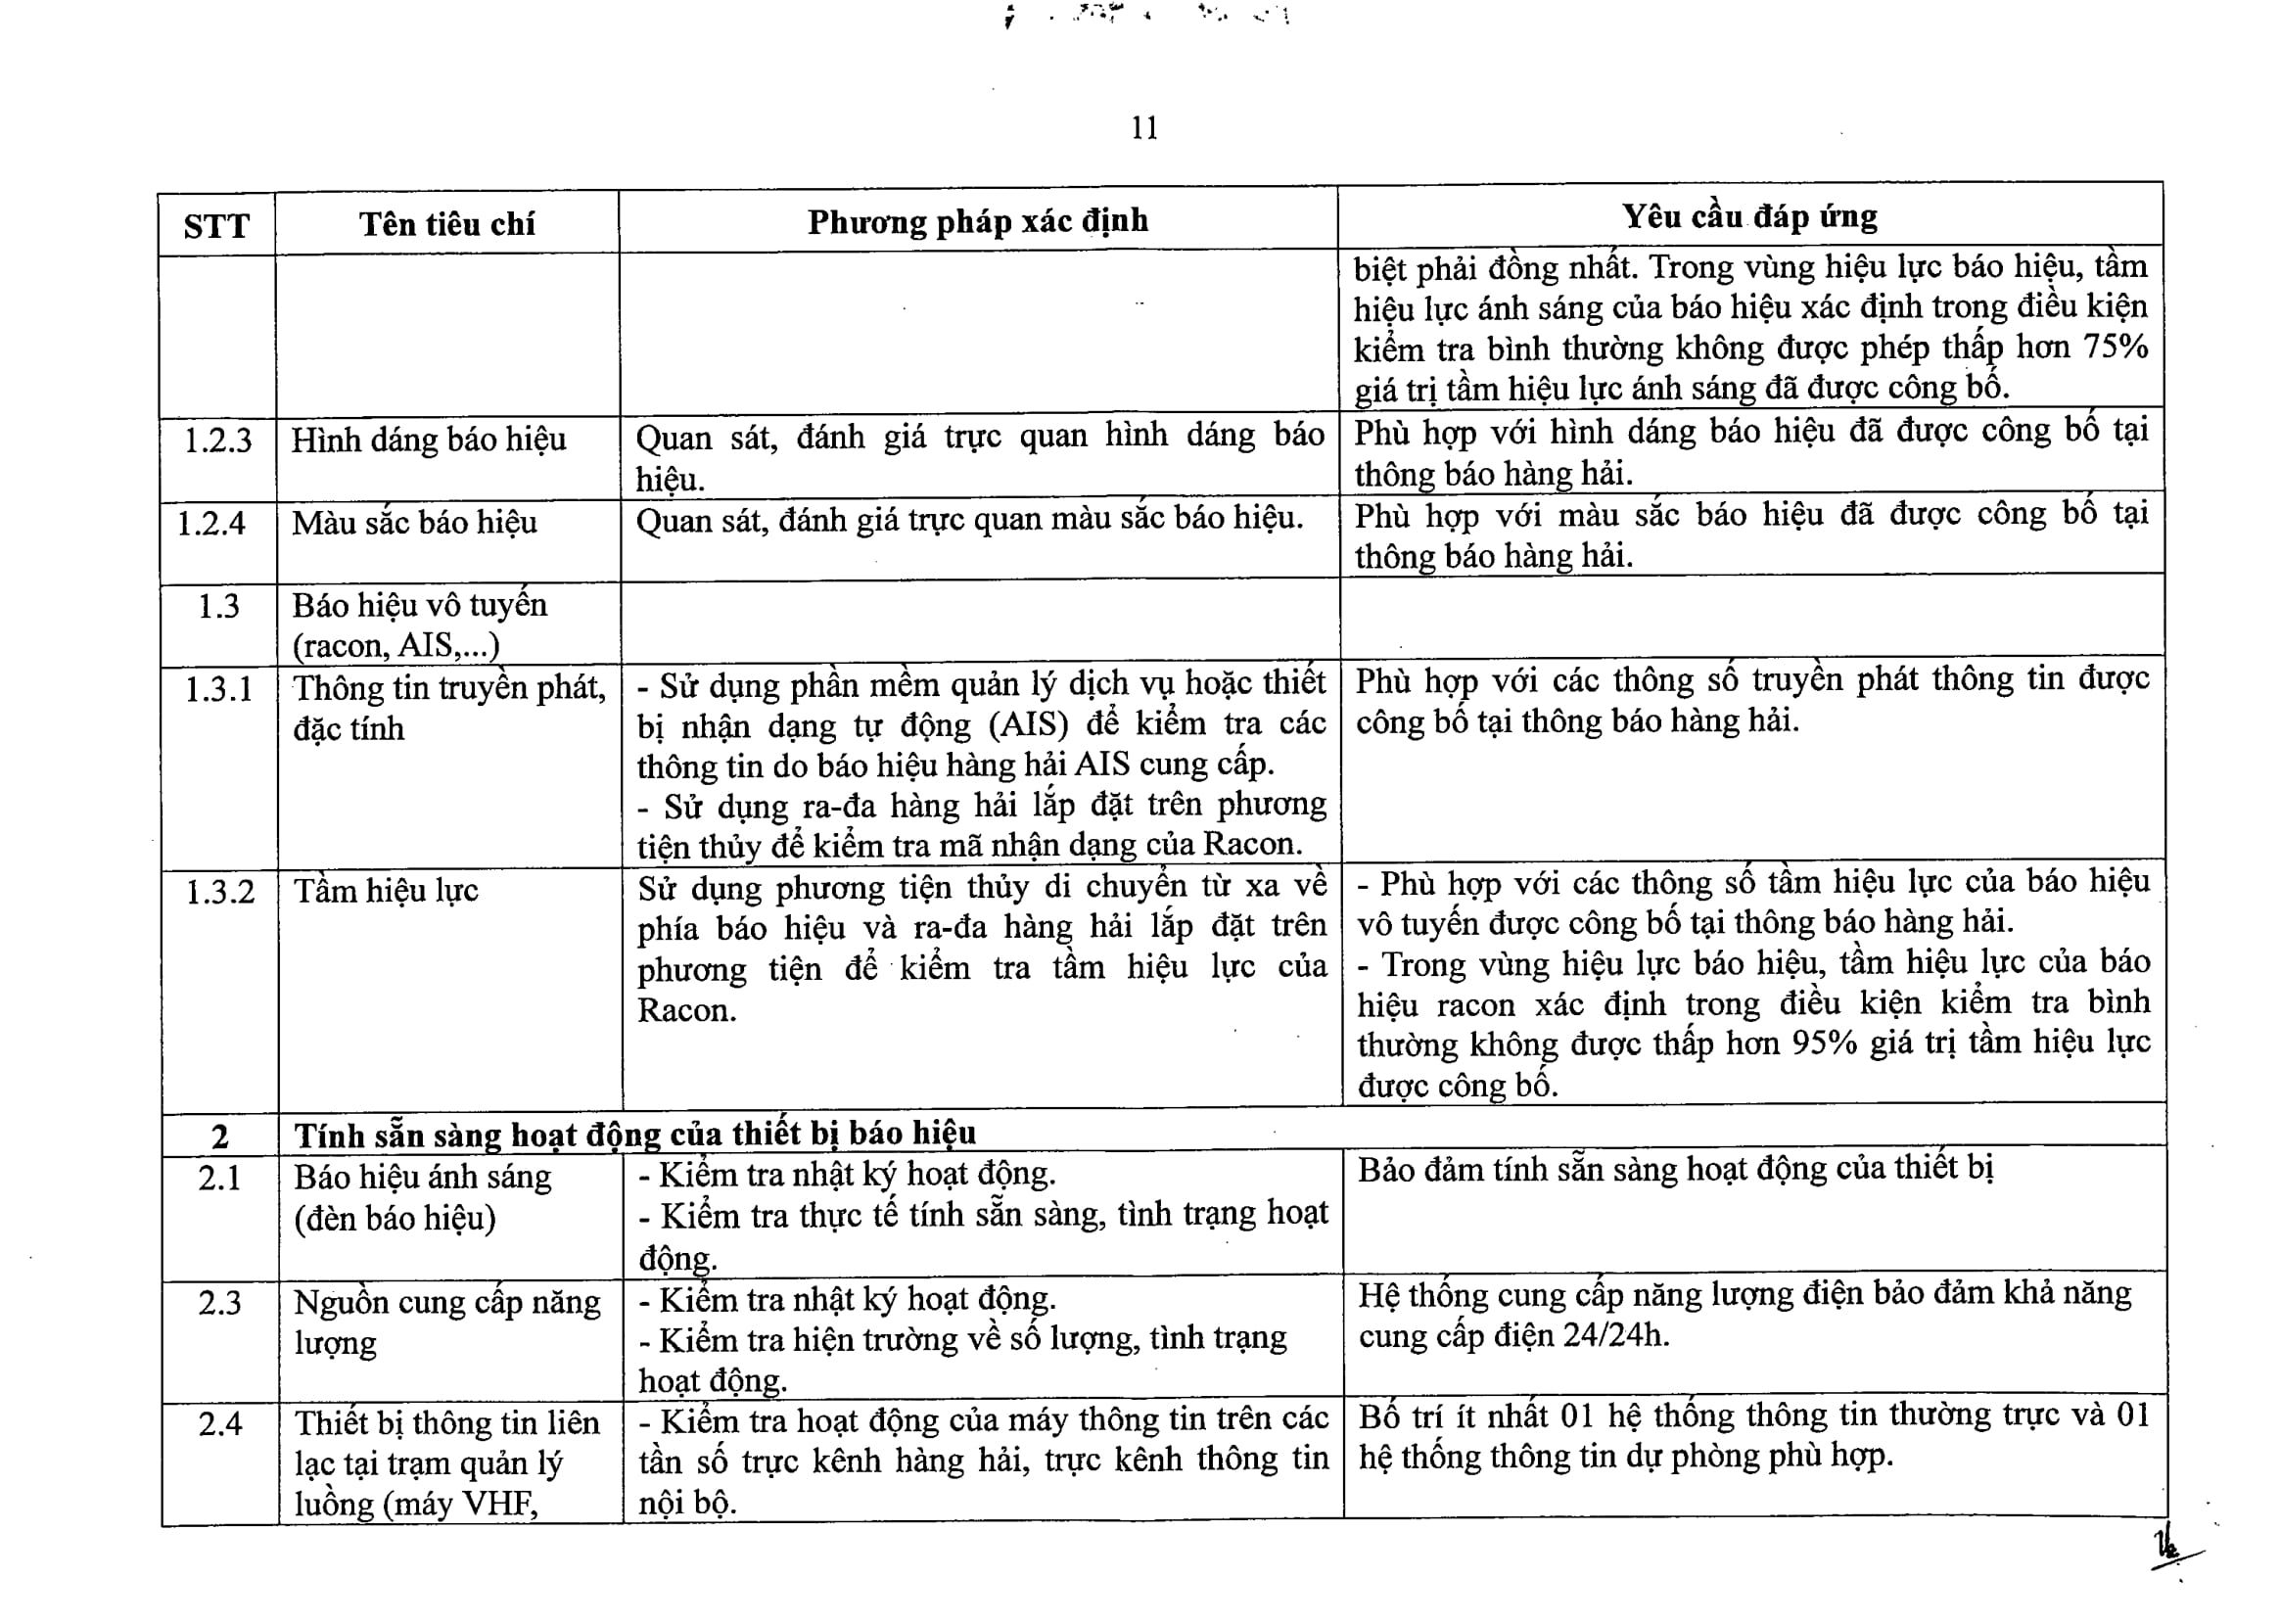 11
STT
Tên tiêu chí
Phương pháp xác định
Yêu cầu đáp ứng
biệt phải đồng nhất. Trong vùng hiệu lực báo hiệu, tầm
hiệu lực ánh sáng của báo hiệu xác định trong điều kiện
kiểm tra bình thường không được phép thấp hơn 75%
giá trị tầm hiệu lực ánh sáng đã được công bố.
1.2.3
Hình dáng báo hiệu
Quan sát, đánh giá trực quan hình dáng báo
hiệu.
Phù hợp với hình dáng báo hiệu đã được công bố tại
thông báo hàng hải.
1.2.4
Màu sắc báo hiệu
Quan sát, đánh giá trực quan màu sắc báo hiệu.
Phù hợp với màu sắc báo hiệu đã được công bố tại
thông báo hàng hải.
1.3
Báo hiệu vô tuyến
(racon, AIS,...)
1.3.1
Thông tin truyền phát,
đặc tính
- Sử dụng phần mềm quản lý dịch vụ hoặc thiết
bị nhận dạng tự động (AIS) để kiểm tra các
thông tin do báo hiệu hàng hải AIS cung cấp.
- Sử dụng ra-đa hàng hải lắp đặt trên phương
tiện thủy để kiểm tra mã nhận dạng của Racon.
Phù hợp với các thông số truyền phát thông tin được
công bố tại thông báo hàng hải.
1.3.2
Tầm hiệu lực
Sử dụng phương tiện thủy di chuyển từ xa về
phía báo hiệu và ra-đa hàng hải lắp đặt trên
phương tiện để kiểm tra tầm hiệu lực của
Racon.
- Phù hợp với các thông số tầm hiệu lực của báo hiệu
vô tuyến được công bố tại thông báo hàng hải.
- Trong vùng hiệu lực báo hiệu, tầm hiệu lực của báo
hiệu racon xác định trong điều kiện kiểm tra bình
thường không được thấp hơn 95% giá trị tầm hiệu lực
được công bố.
2
Tính sẵn sàng hoạt động của thiết bị báo hiệu
2.1
Báo hiệu ánh sáng
(đèn báo hiệu)
- Kiểm tra nhật ký hoạt động.
- Kiểm tra thực tế tính sẵn sàng, tình trạng hoạt
động.
Bảo đảm tính sẵn sàng hoạt động của thiết bị
2.3
Nguồn cung cấp năng
lượng
- Kiểm tra nhật ký hoạt động.
- Kiểm tra hiện trường về số lượng, tình trạng
hoạt động.
Hệ thống cung cấp năng lượng điện bảo đảm khả năng
cung cấp điện 24/24h.
2.4
Thiết bị thông tin liên
lạc tại trạm quản lý
luồng (máy VHF,
- Kiểm tra hoạt động của máy thông tin trên các
tần số trực kênh hàng hải, trực kênh thông tin
nội bộ.
Bố trí ít nhất 01 hệ thống thông tin thường trực và 01
hệ thống thông tin dự phòng phù hợp.